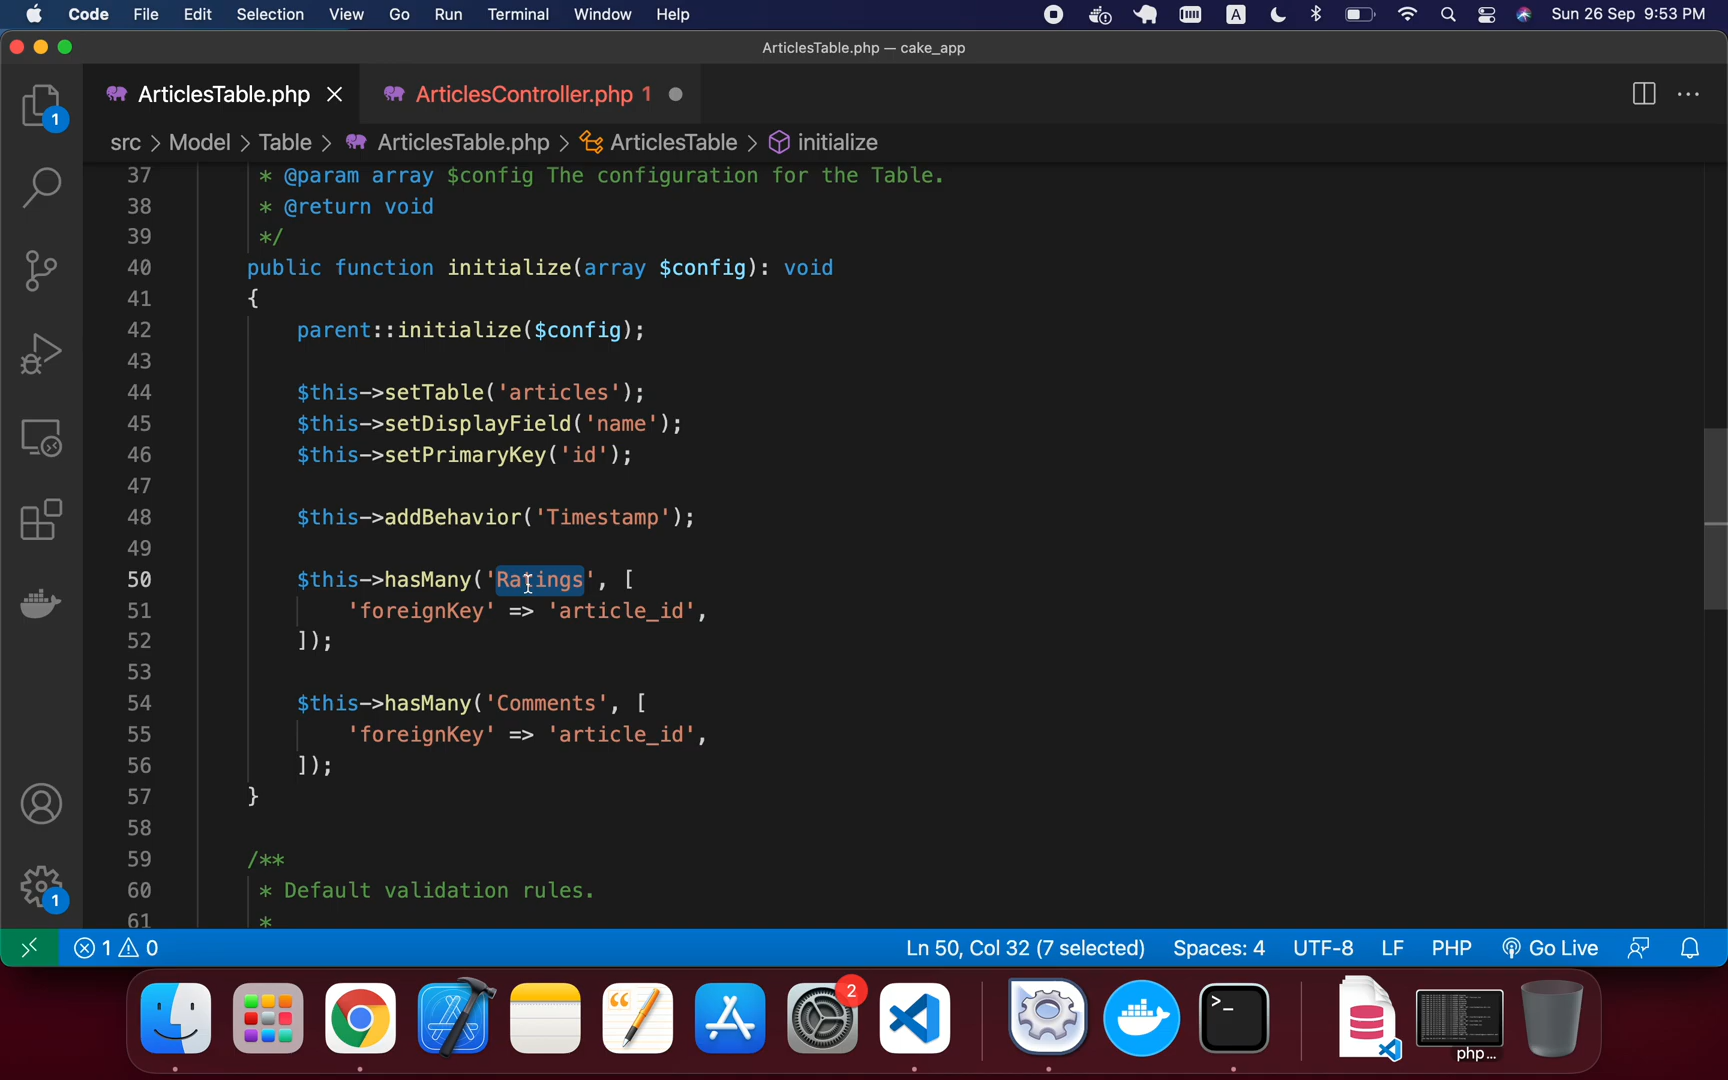 Code File Edit Selection View Go Run Terminal Window Help A Sun 26 Sep 9:53 PM
ArticlesTable.php — cake_app
ArticlesTable.php ArticlesController.php 1
src > Model > Table > ArticlesTable.php > ArticlesTable > initialize
37 * @param array $config The configuration for the Table.
38 * @return void
39 */
40 public function initialize(array $config): void
41 {
42 parent::initialize($config);
43
44 $this->setTable('articles');
45 $this->setDisplayField('name');
46 $this->setPrimaryKey('id');
47
48 $this->addBehavior('Timestamp');
49
50 $this->hasMany('Ratings', [
51 'foreignKey' => 'article_id',
52 ]);
53
54 $this->hasMany('Comments', [
55 'foreignKey' => 'article_id',
56 ]);
57 }
58
59 /**
60 * Default validation rules.
61 *
1
1
1 0 Ln 50, Col 32 (7 selected) Spaces: 4 UTF-8 LF PHP Go Live
2
php...